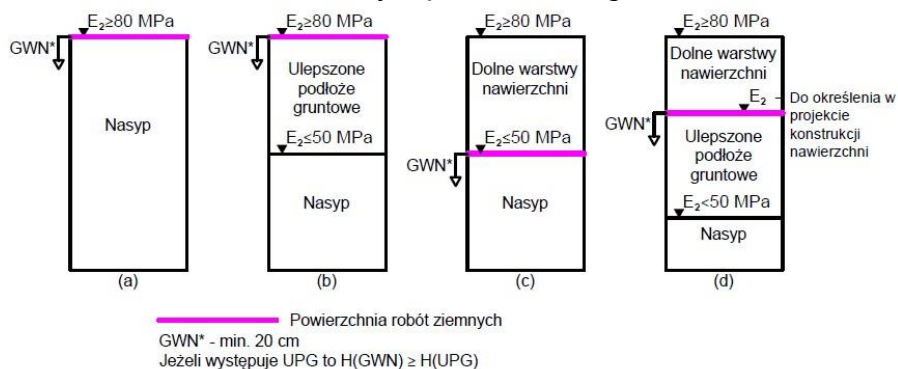 E₂≥80 MPa
GWN*
Nasyp
(a)
E₂≥80 MPa
GWN*
Ulepszone
podłoże
gruntowe
E₂≤50 MPa
Nasyp
(b)
E₂≥80 MPa
Dolne warstwy
nawierzchni
E₂≤50 MPa
GWN*
Nasyp
(c)
E₂≥80 MPa
Dolne warstwy
nawierzchni
E₂ – Do określenia w
projekcie
konstrukcji
nawierzchni
GWN*
Ulepszone
podłoże
gruntowe
E₂<50 MPa
Nasyp
(d)
Powierzchnia robót ziemnych
GWN* - min. 20 cm
Jeżeli występuje UPG to H(GWN) ≥ H(UPG)